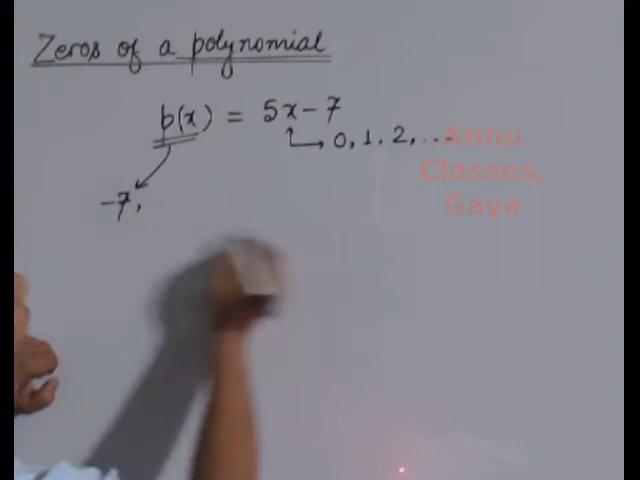 Zeros of a polynomial
p(x) = 5x - 7
0, 1, 2, ...
-7,
Annu
Classes,
Gaya